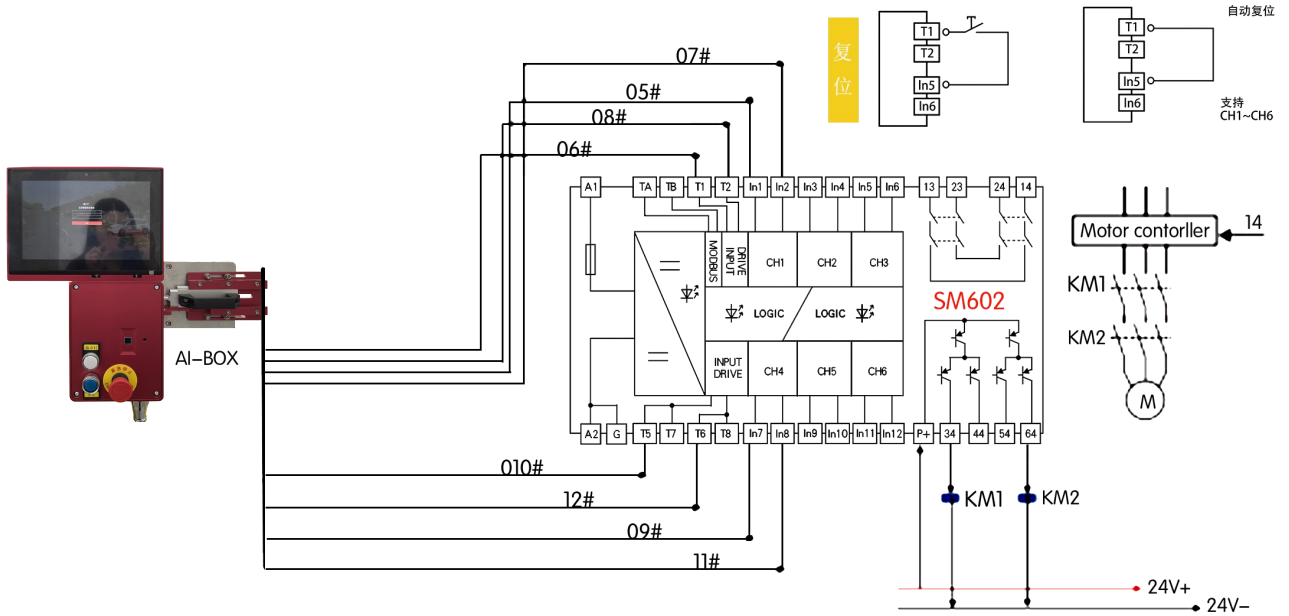 自动复位
复
位
T1
T2
In5
In6
T1
T2
In5
In6
支持
CH1~CH6
07#
05#
08#
06#
A1 TA TB T1 T2 In1 In2 In3 In4 In5 In6 13 23 24 14
MODBUS
DRIVE
INPUT
CH1 CH2 CH3
LOGIC LOGIC
INPUT
DRIVE
CH4 CH5 CH6
SM602
A2 G T5 T7 T6 T8 In7 In8 In9 In10 In11 In12 P+ 34 44 54 64
AI-BOX
Motor contorller
14
KM1
KM2
M
010#
12#
09#
11#
KM1
KM2
24V+
24V-